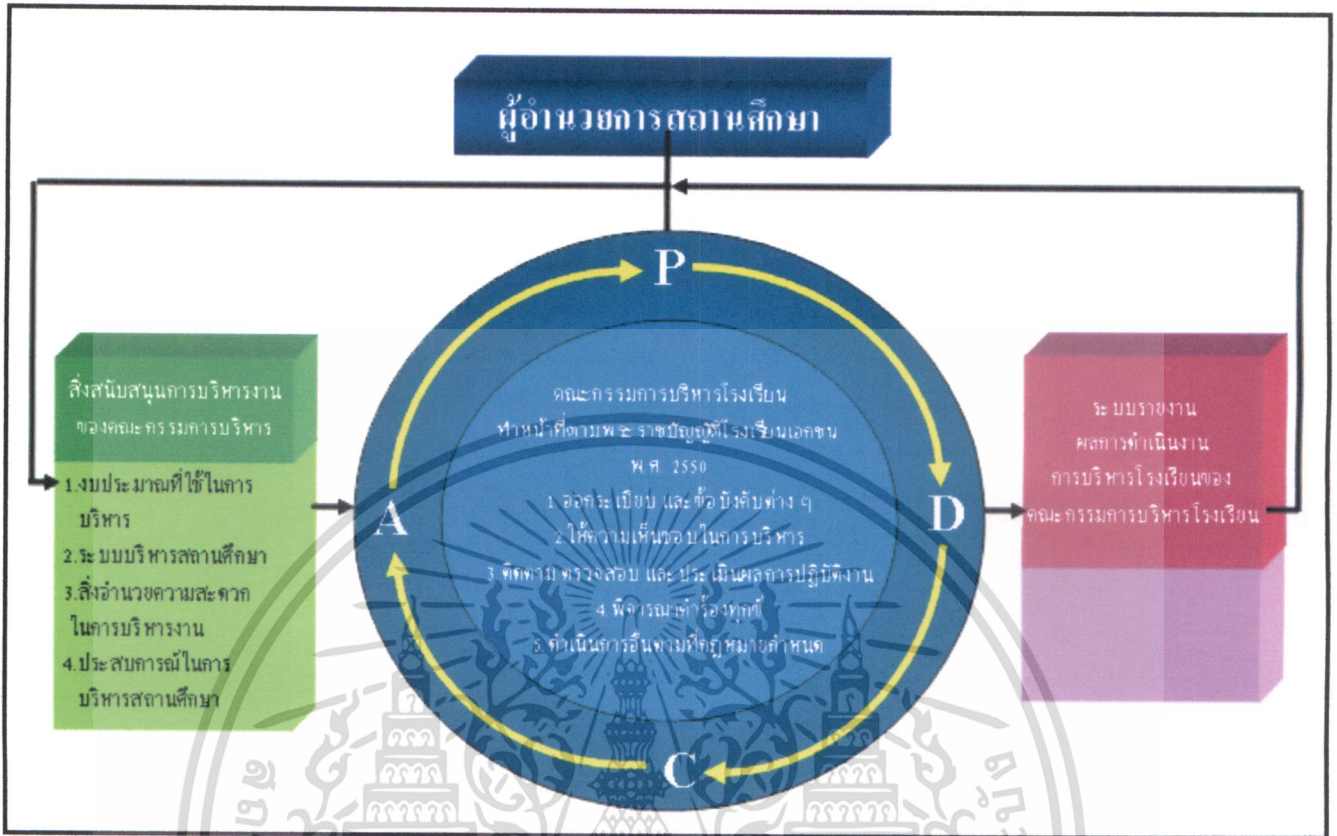 ผู้อำนวยการสถานศึกษา
P
สิ่งสนับสนุนการบริหารงาน
ของคณะกรรมการบริหาร
1.งบประมาณที่ใช้ในการ
บริหาร
2.ระบบบริหารสถานศึกษา
3.สิ่งอำนวยความสะดวก
ในการบริหารงาน
4.ประสบการณ์ในการ
บริหารสถานศึกษา
A
คณะกรรมการบริหารโรงเรียน
ทำหน้าที่ตามพระราชบัญญัติโรงเรียนเอกชน
พ.ศ. 2550
1. ออกระเบียบ และข้อบังคับต่าง ๆ
2. ให้ความเห็นชอบในการบริหาร
3. ติดตาม ตรวจสอบ และ ประเมินผลการปฏิบัติงาน
4. พิจารณาคำร้องทุกข์
5. ดำเนินการอื่นตามที่กฎหมายกำหนด
D
ระบบรายงาน
ผลการดำเนินงาน
การบริหารโรงเรียนของ
คณะกรรมการบริหารโรงเรียน
C